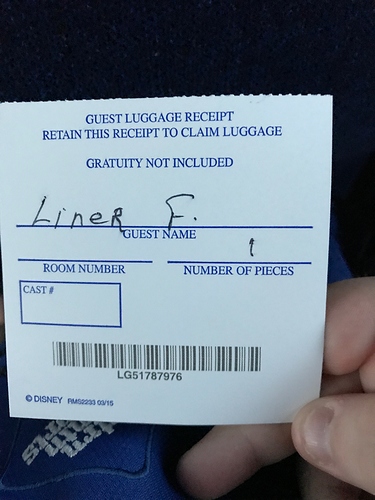 GUEST LUGGAGE RECEIPT
RETAIN THIS RECEIPT TO CLAIM LUGGAGE
GRATUITY NOT INCLUDED
Liner F.
GUEST NAME
1
ROOM NUMBER NUMBER OF PIECES
CAST #
LG51787976
© DISNEY RMS2233 03/15